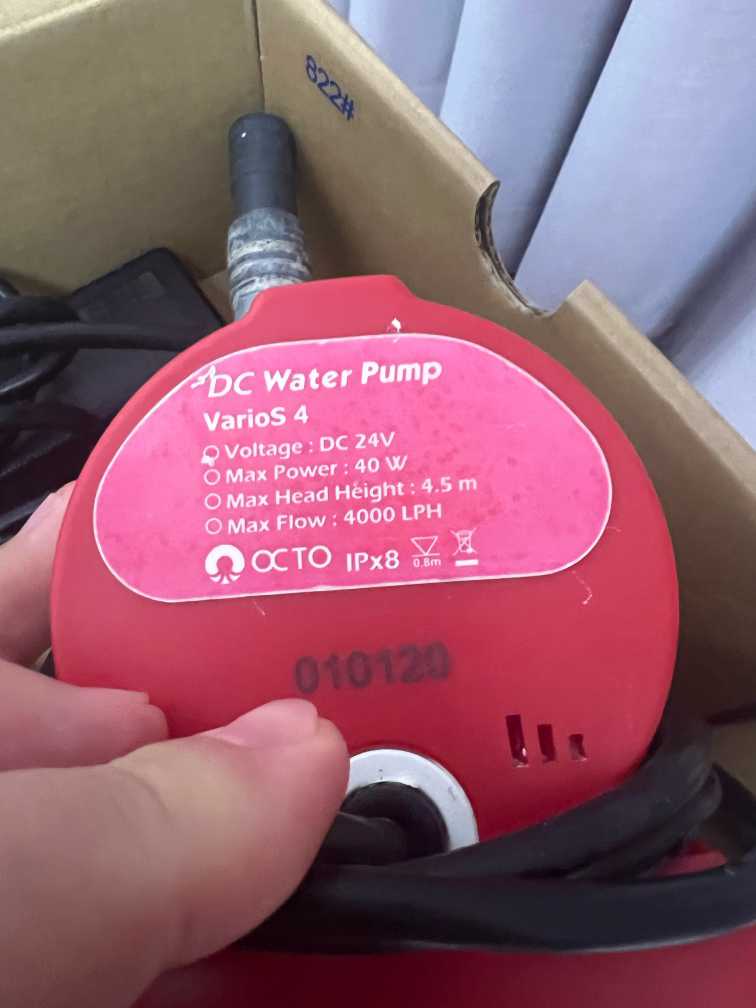 822#
DC Water Pump
VarioS 4
Voltage : DC 24V
Max Power : 40 W
Max Head Height : 4.5 m
Max Flow : 4000 LPH
OCTO IPx8 0.8m
010120